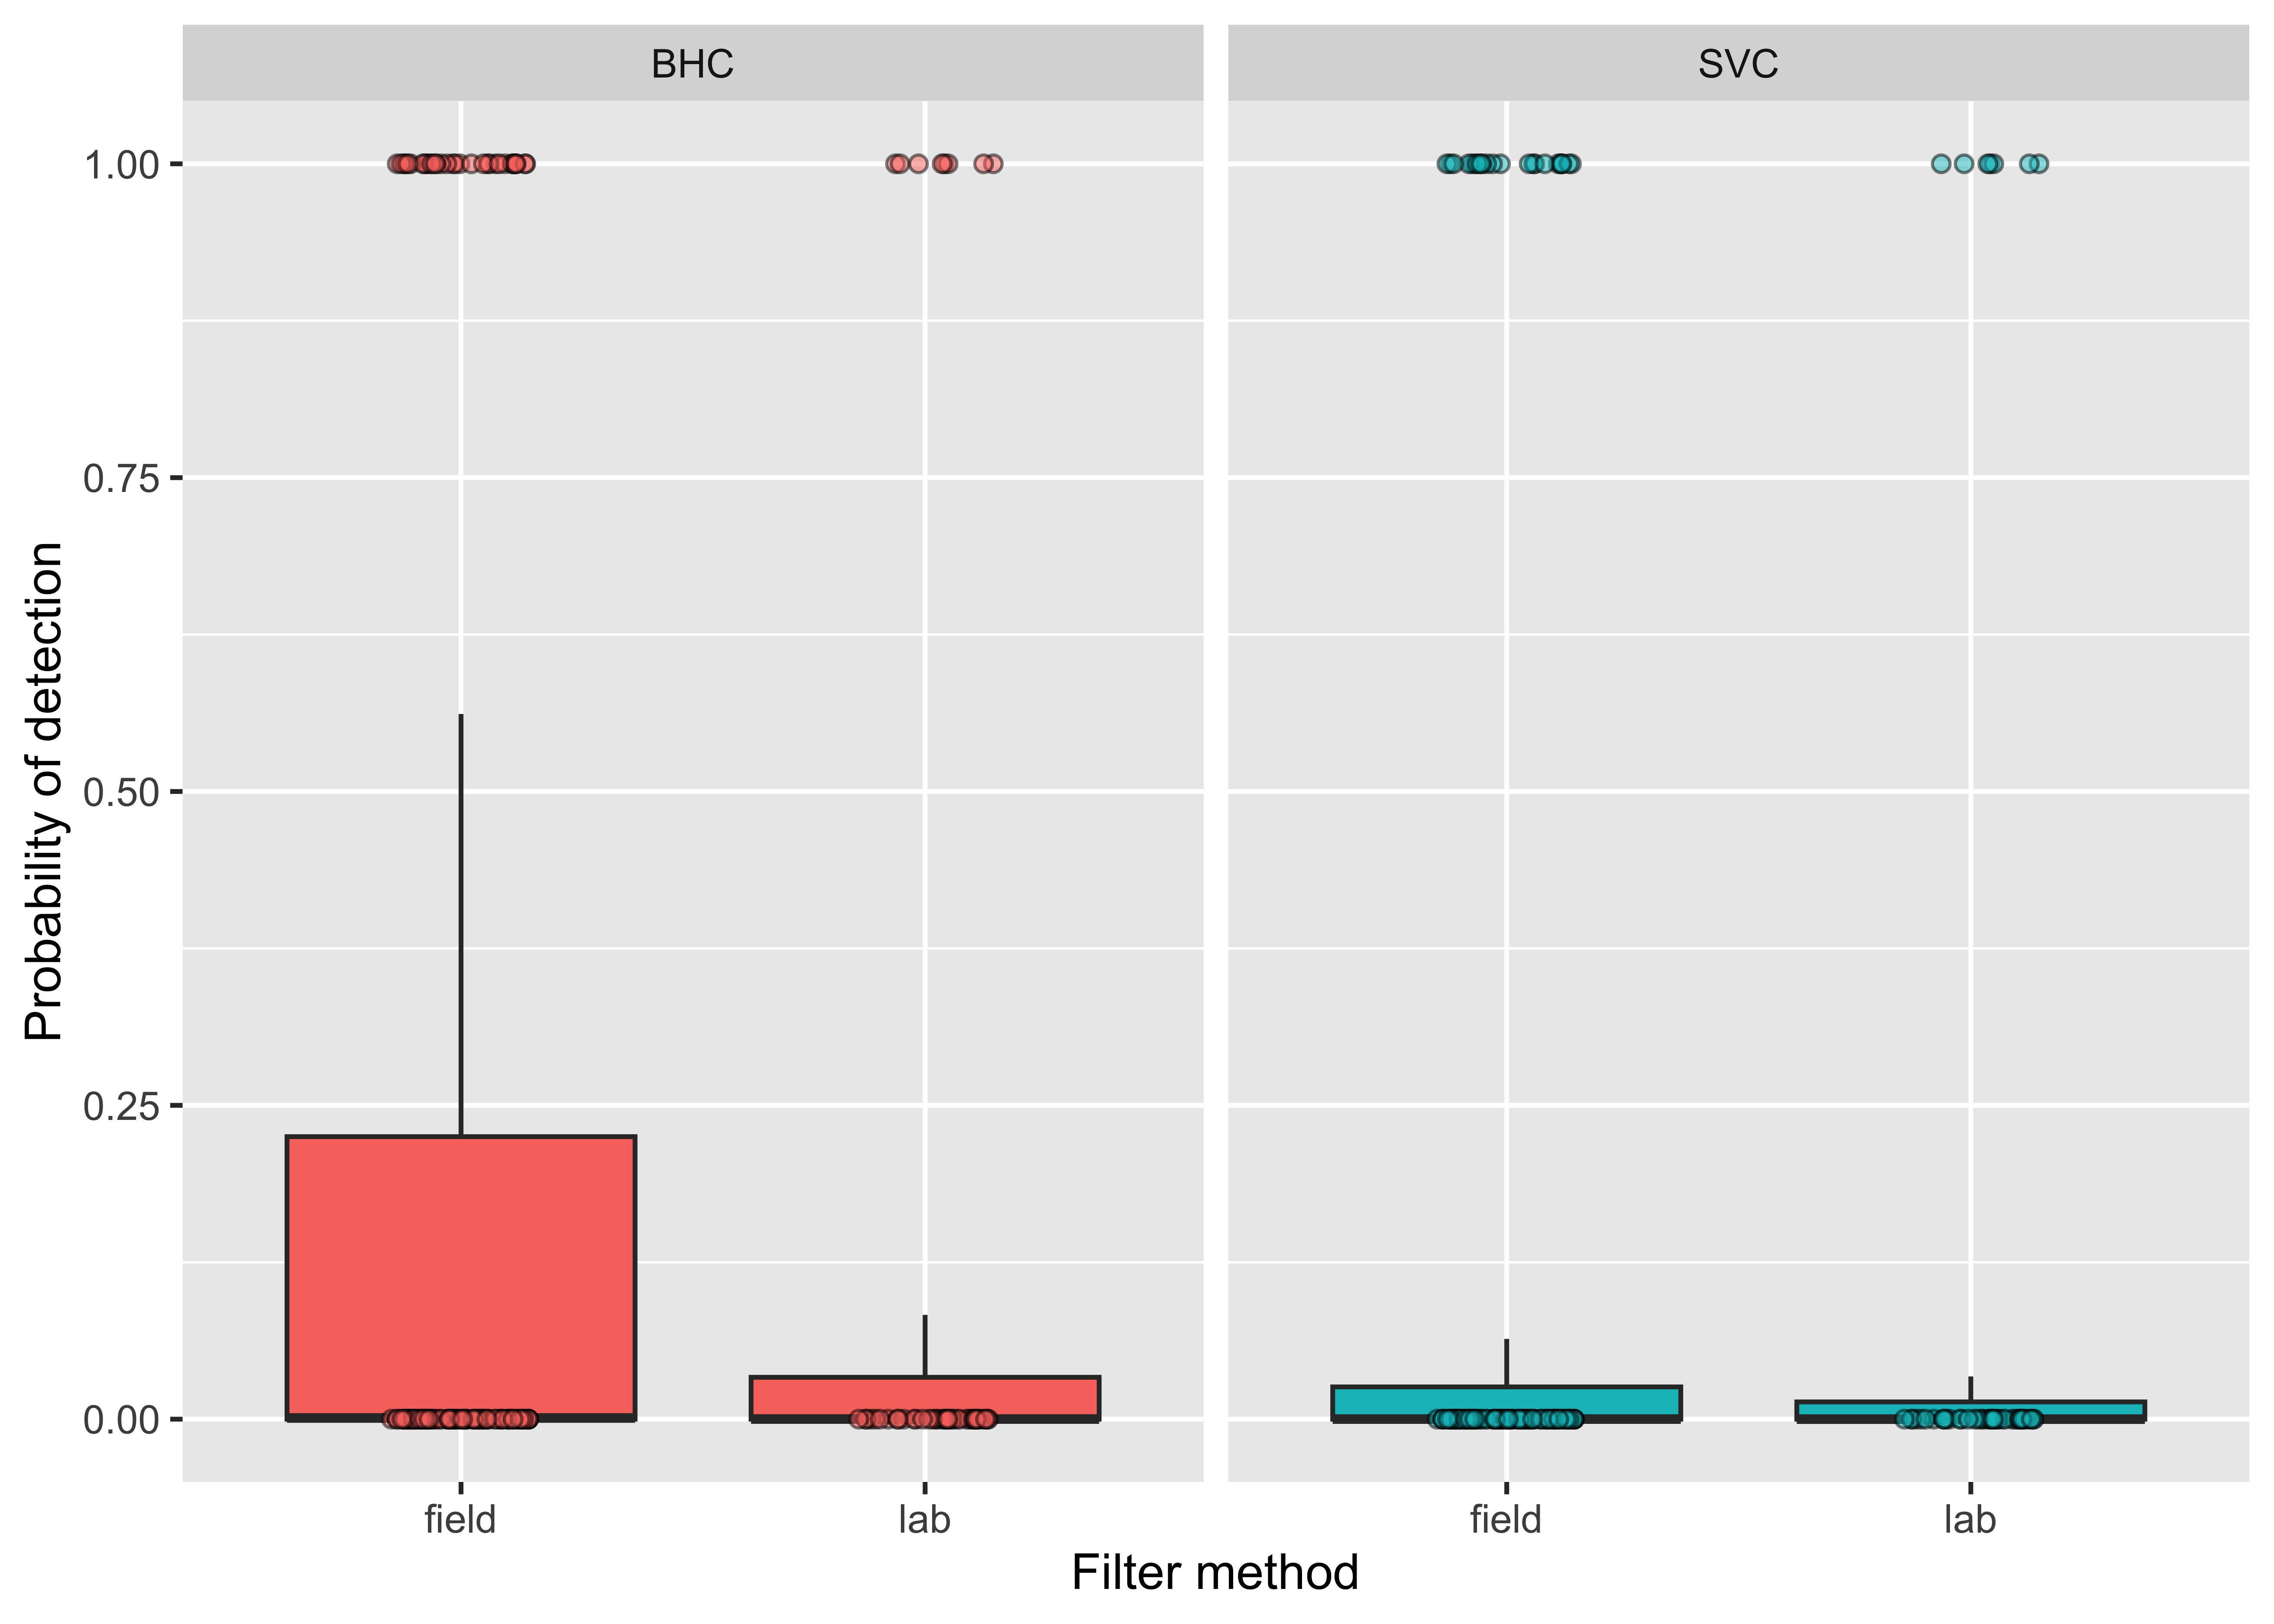 BHC
SVC
1.00
0.75
0.50
0.25
0.00
Probability of detection
field
lab
field
lab
Filter method